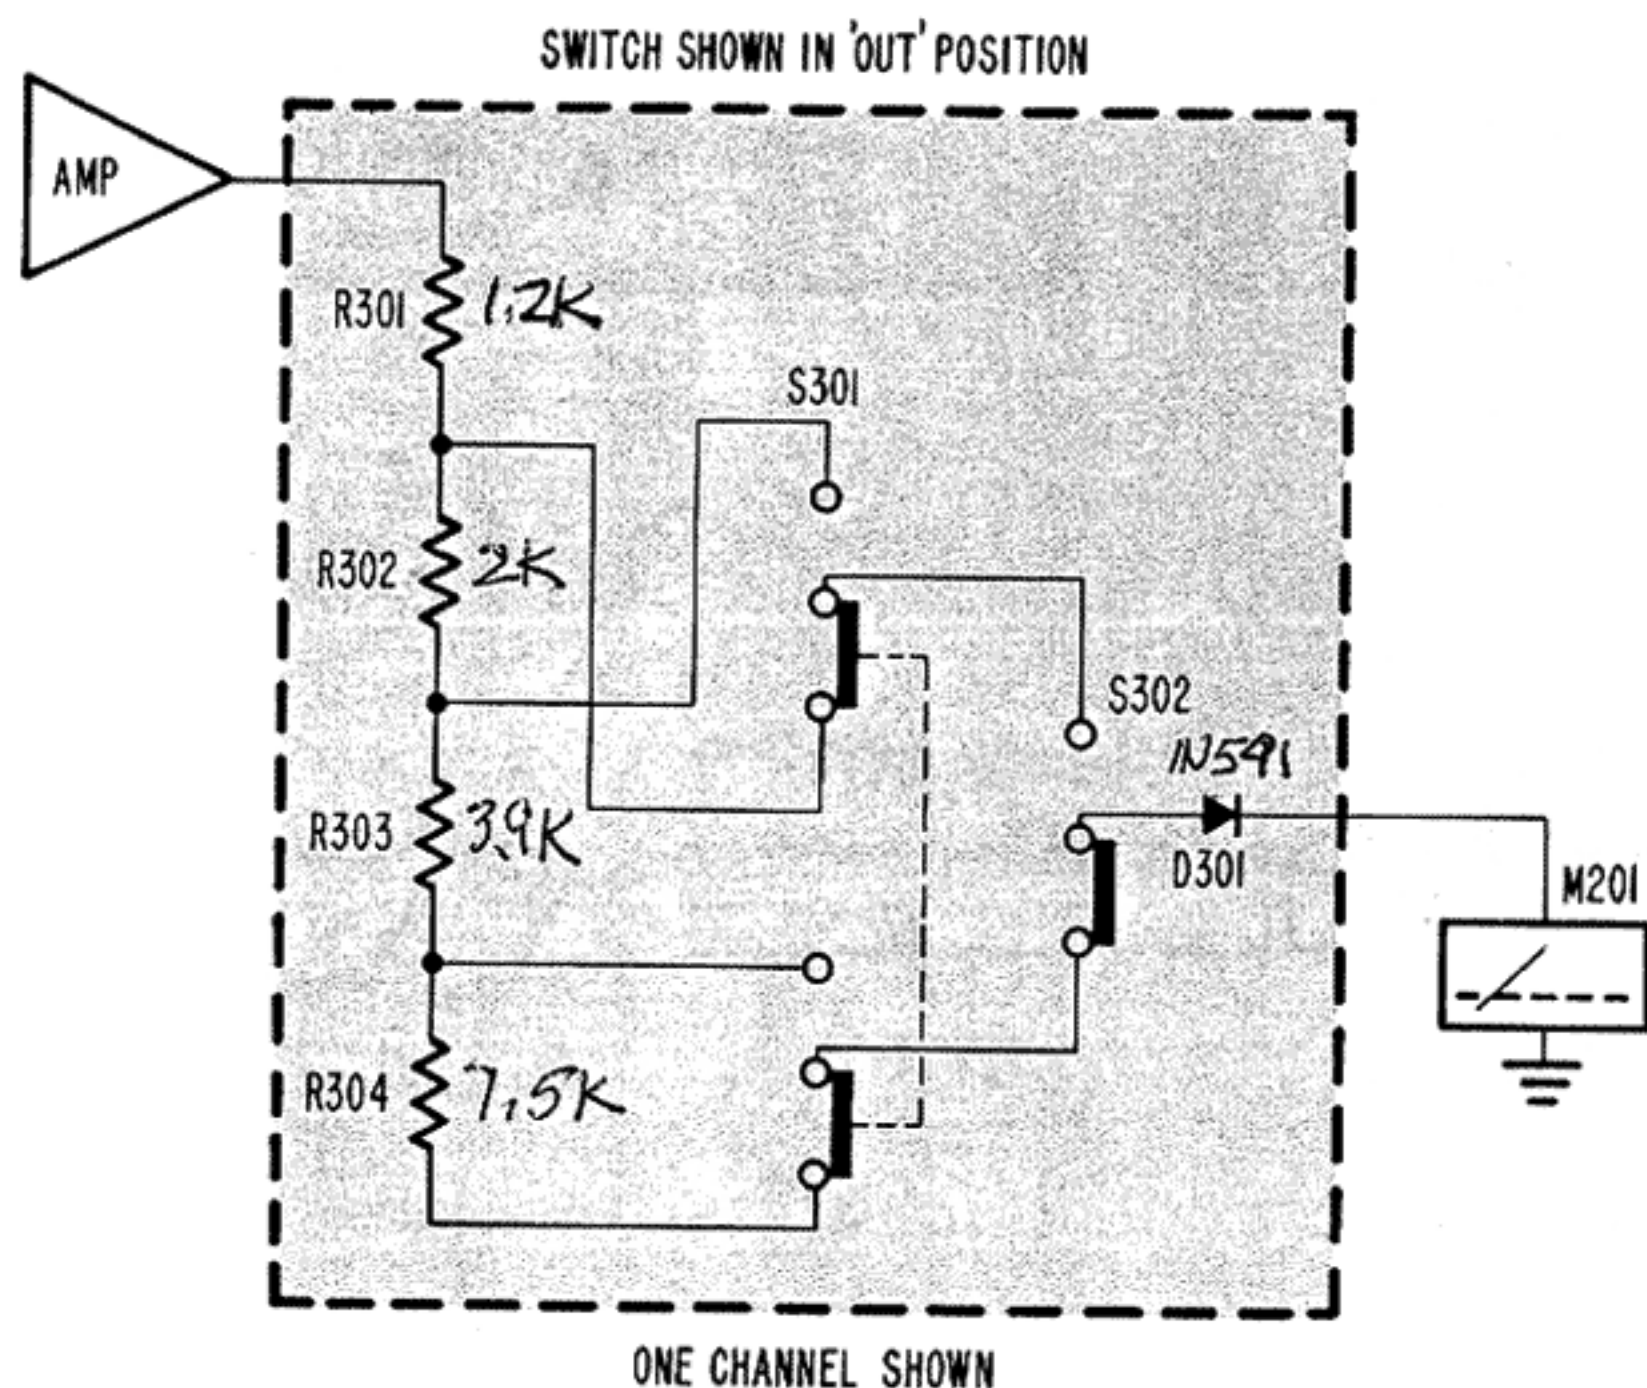 SWITCH SHOWN IN 'OUT' POSITION
AMP
R301
1.2K
S301
R302
2K
S302
1N541
R303
3.9K
D301
M201
R304
7.5K
ONE CHANNEL SHOWN